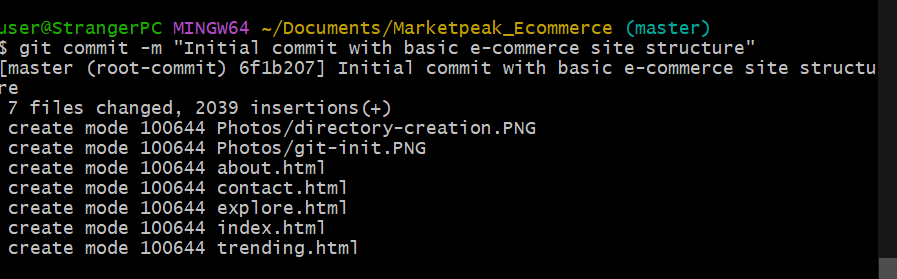 user@StrangerPC MINGW64 ~/Documents/Marketpeak_Ecommerce (master)
$ git commit -m "Initial commit with basic e-commerce site structure"
[master (root-commit) 6f1b207] Initial commit with basic e-commerce site structu
re
 7 files changed, 2039 insertions(+)
 create mode 100644 Photos/directory-creation.PNG
 create mode 100644 Photos/git-init.PNG
 create mode 100644 about.html
 create mode 100644 contact.html
 create mode 100644 explore.html
 create mode 100644 index.html
 create mode 100644 trending.html